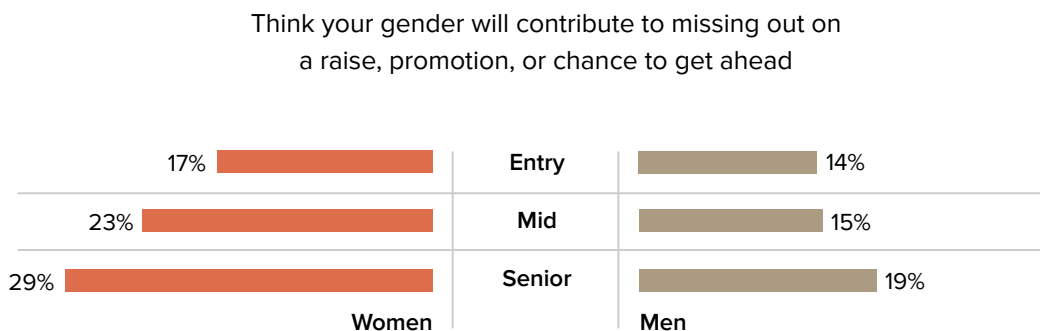 Think your gender will contribute to missing out on
a raise, promotion, or chance to get ahead
17% Entry 14%
23% Mid 15%
29% Senior 19%
Women Men